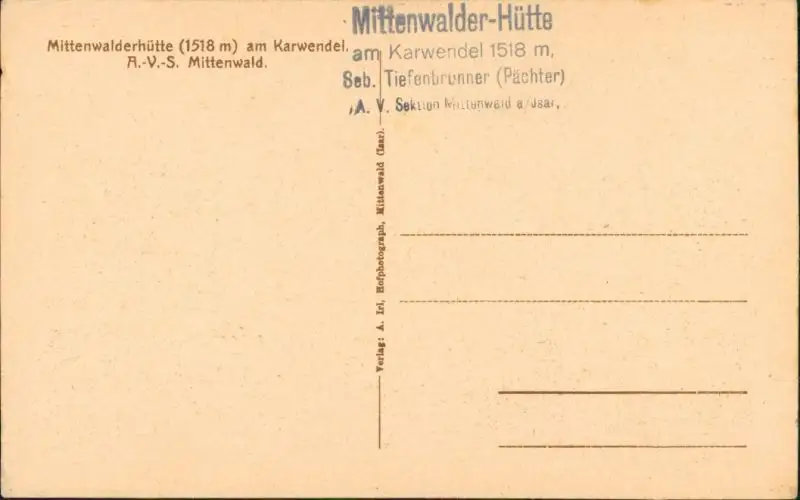 Mittenwalderhütte (1518 m) am Karwendel.
A.-V.-S. Mittenwald.
Mittenwalder-Hütte
am Karwendel 1518 m,
Seb. Tiefenbrunner (Pächter)
A. V. Sektion Mittenwald a/Isar,
Verlag: A. Irl, Hofphotograph, Mittenwald (Isar).